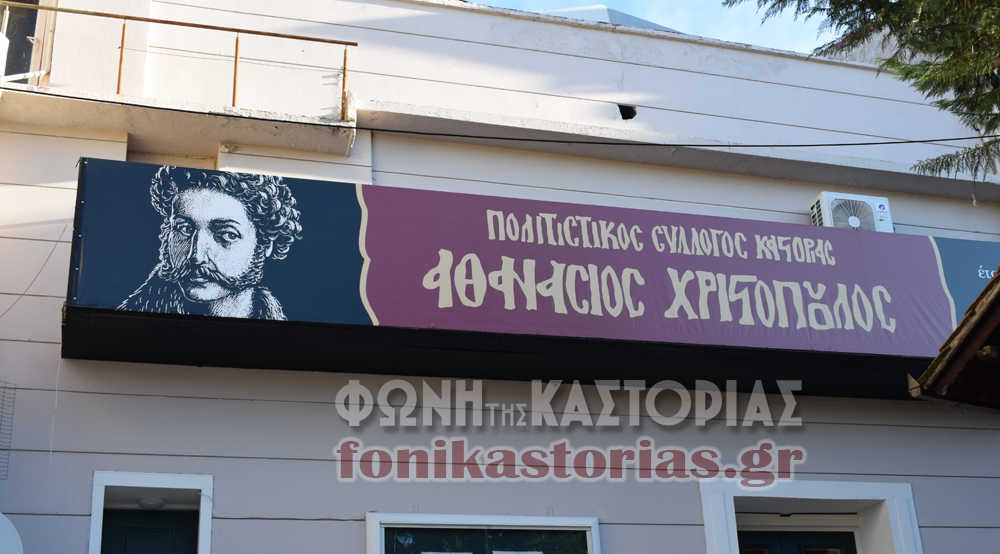 ΠΟΛΙΤΙΣΤΙΚΟΣ ΣΥΛΛΟΓΟΣ ΚΑΣΤΟΡΙΑΣ
ΑΘΑΝΑΣΙΟΣ ΧΡΙΣΤΟΠΟΥΛΟΣ
ΦΩΝΗ ΤΗΣ ΚΑΣΤΟΡΙΑΣ
fonikastorias.gr